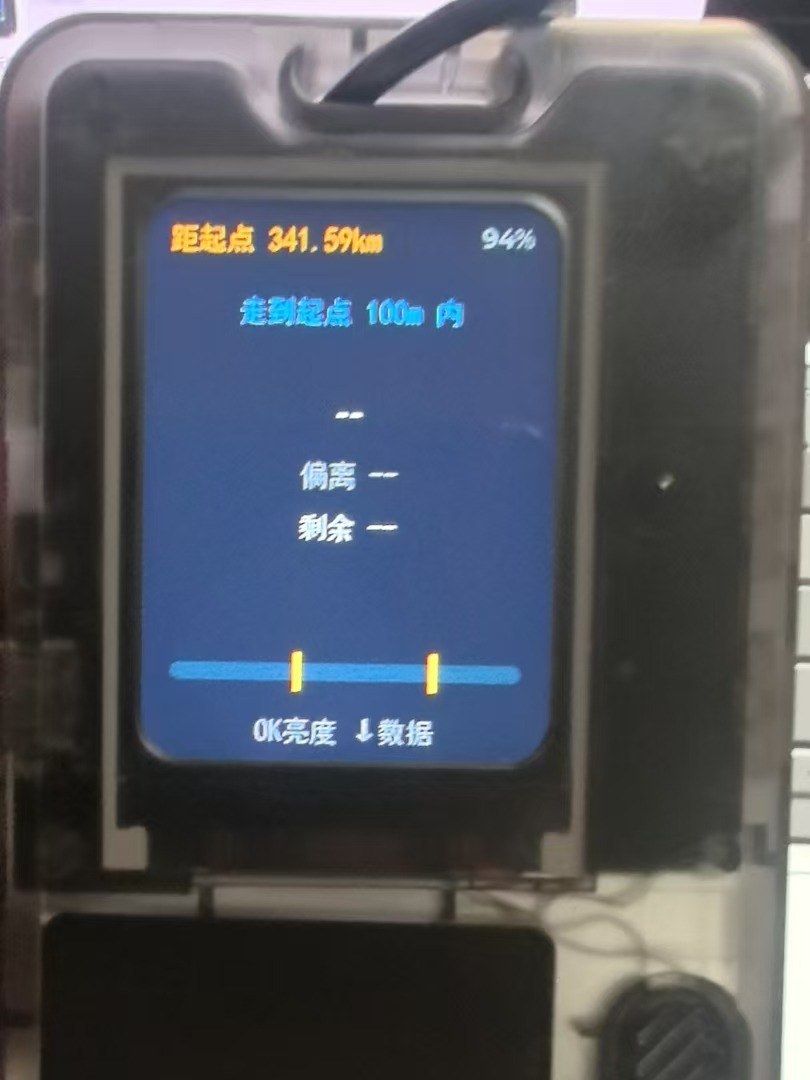 距起点 341.59km 94%
走到起点 100m 内
--
偏离 --
剩余 --
OK亮度 ↓数据